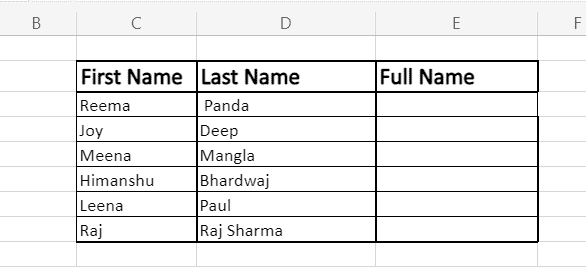 B C D E F
First Name Last Name Full Name
Reema Panda
Joy Deep
Meena Mangla
Himanshu Bhardwaj
Leena Paul
Raj Raj Sharma